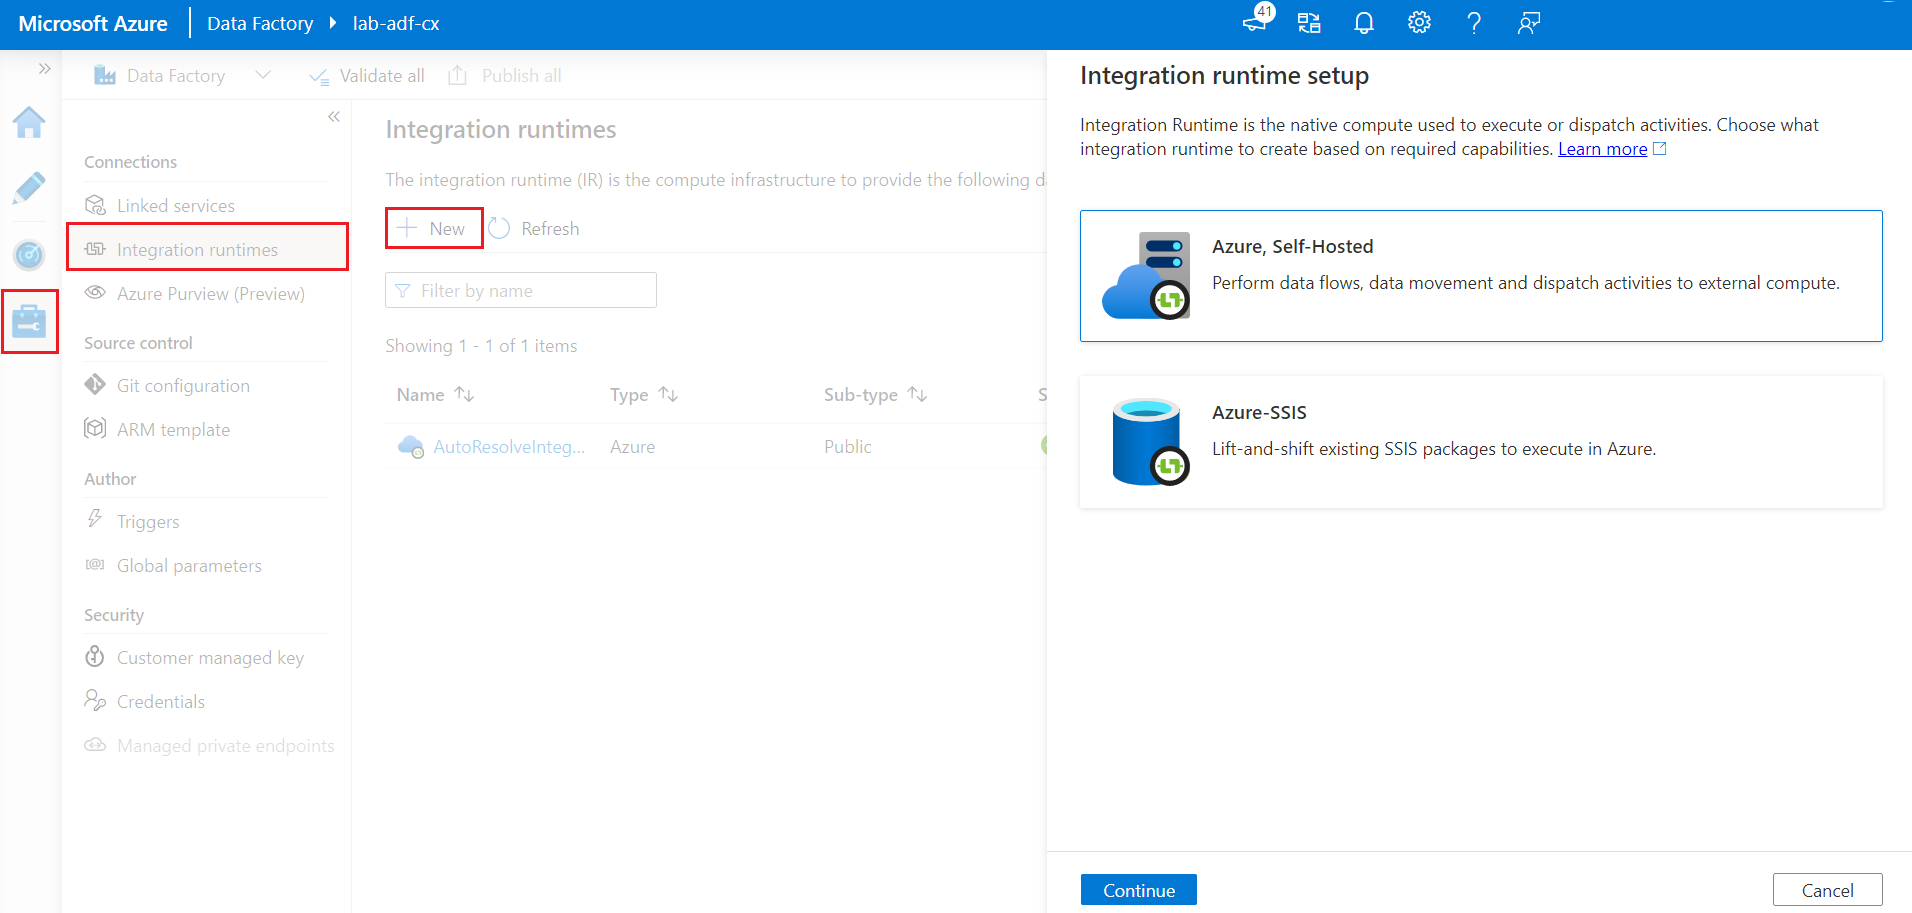 Microsoft Azure
Data Factory
lab-adf-cx
41
Data Factory
Validate all
Publish all
Connections
Linked services
Integration runtimes
Azure Purview (Preview)
Source control
Git configuration
ARM template
Author
Triggers
Global parameters
Security
Customer managed key
Credentials
Managed private endpoints
Integration runtimes
The integration runtime (IR) is the compute infrastructure to provide the following d
New
Refresh
Filter by name
Showing 1 - 1 of 1 items
Name
Type
Sub-type
S
AutoResolveInteg...
Azure
Public
Integration runtime setup
Integration Runtime is the native compute used to execute or dispatch activities. Choose what
integration runtime to create based on required capabilities. Learn more
Azure, Self-Hosted
Perform data flows, data movement and dispatch activities to external compute.
Azure-SSIS
Lift-and-shift existing SSIS packages to execute in Azure.
Continue
Cancel